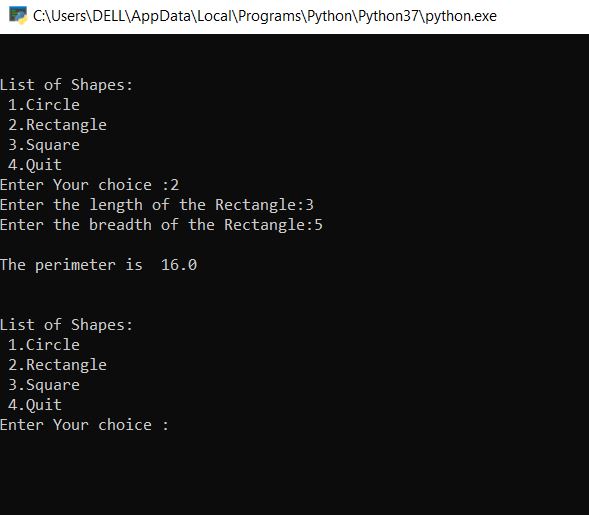 C:\Users\DELL\AppData\Local\Programs\Python\Python37\python.exe
List of Shapes:
 1.Circle
 2.Rectangle
 3.Square
 4.Quit
Enter Your choice :2
Enter the length of the Rectangle:3
Enter the breadth of the Rectangle:5
The perimeter is  16.0
List of Shapes:
 1.Circle
 2.Rectangle
 3.Square
 4.Quit
Enter Your choice :